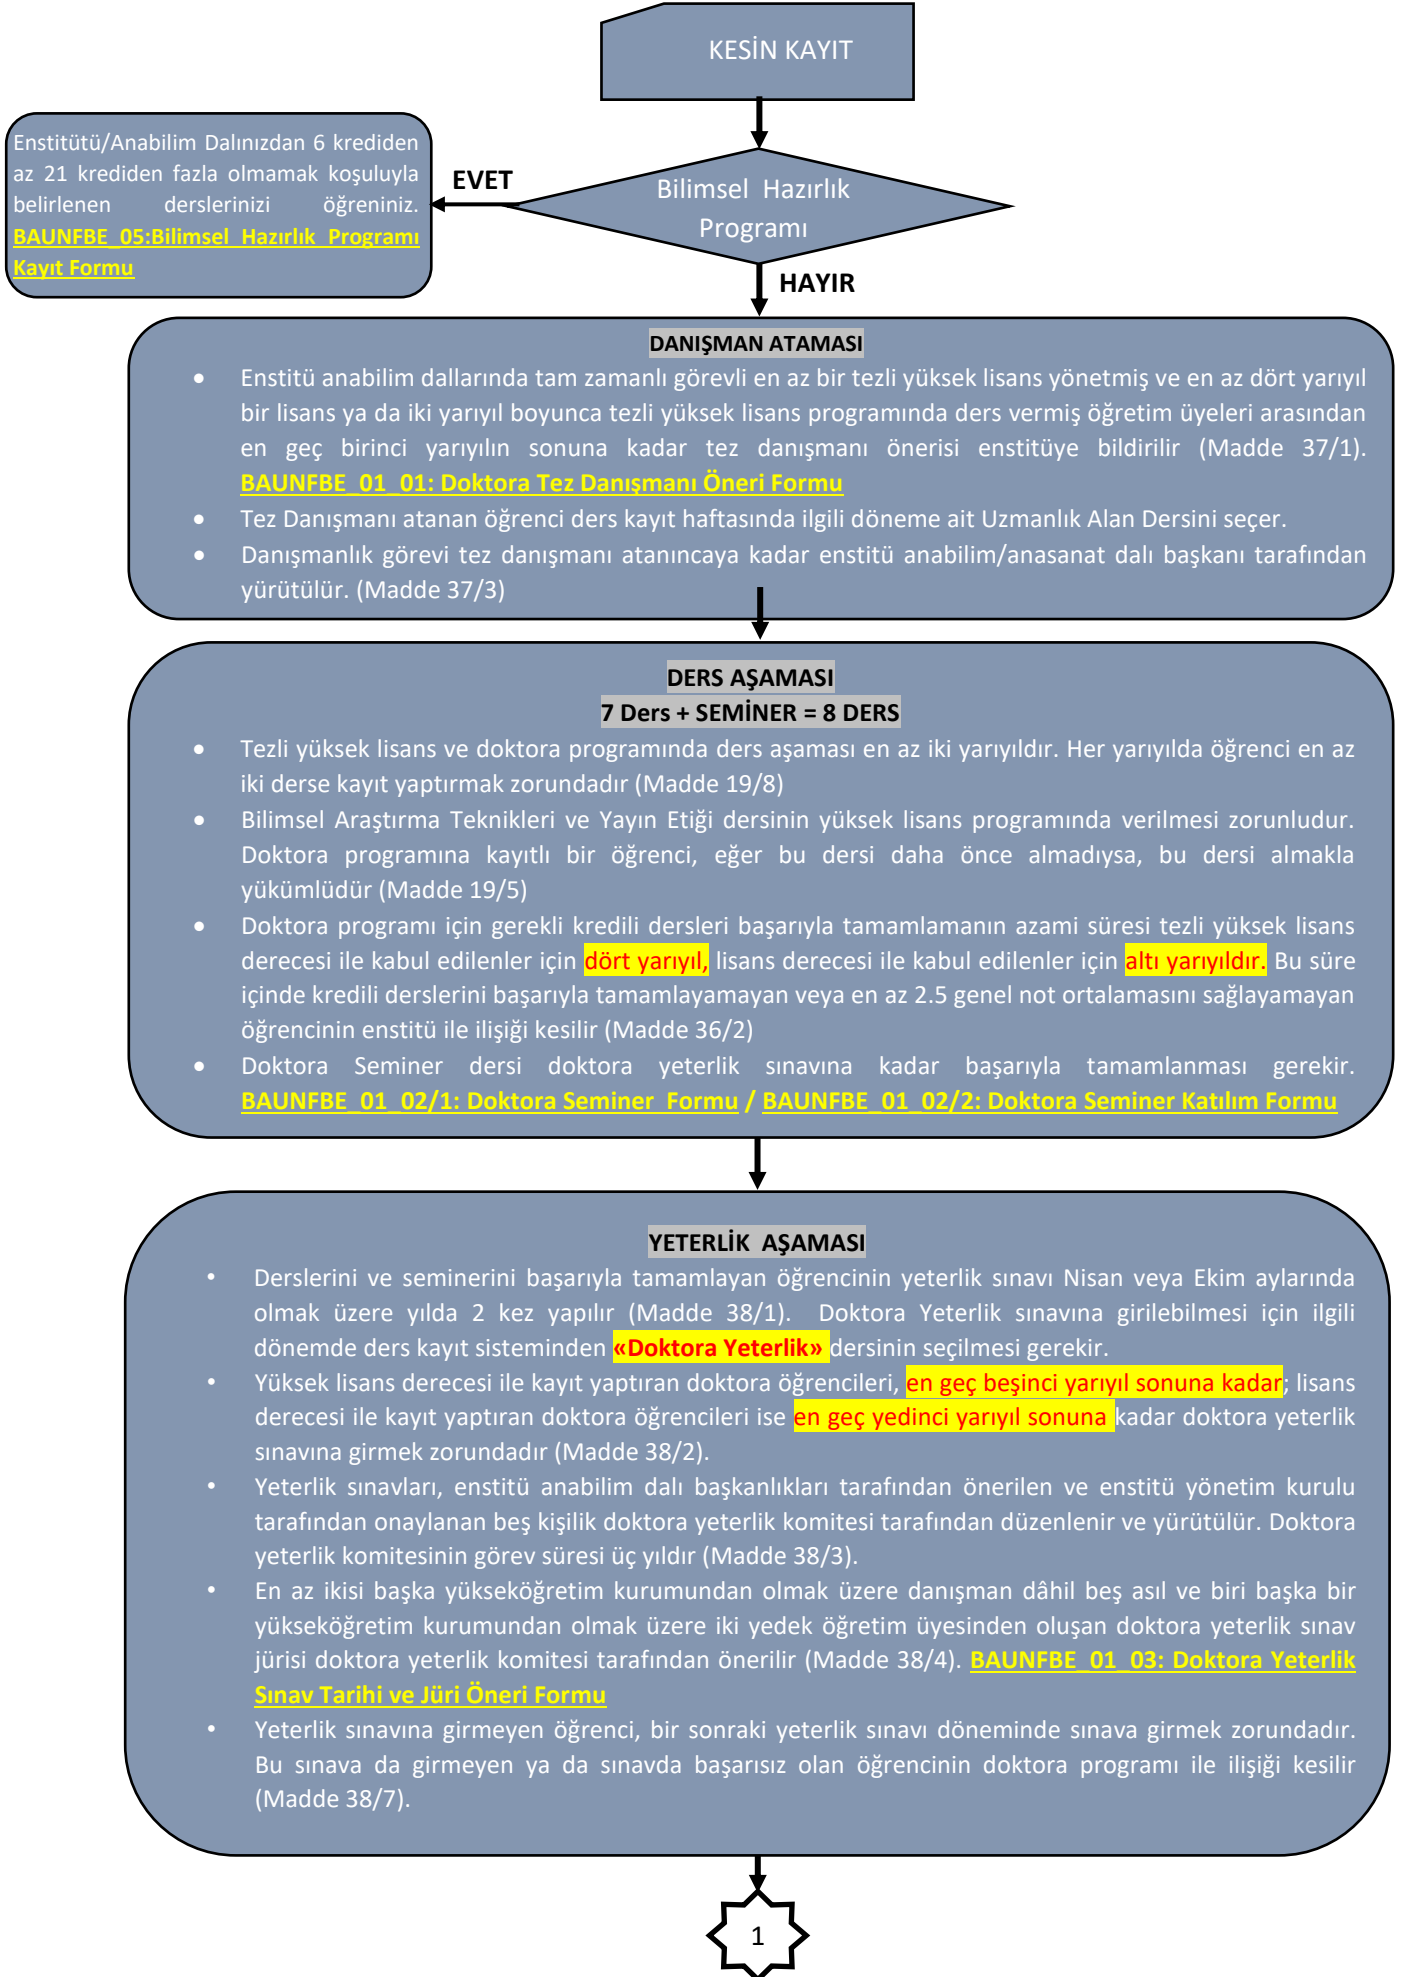 KESİN KAYIT
Enstitütü/Anabilim Dalınızdan 6 krediden
az 21 krediden fazla olmamak koşuluyla
belirlenen derslerinizi öğreniniz.
BAUNFBE_05:Bilimsel Hazırlık Programı
Kayıt Formu
EVET
Bilimsel Hazırlık
Programı
HAYIR
DANIŞMAN ATAMASI
• Enstitü anabilim dallarında tam zamanlı görevli en az bir tezli yüksek lisans yönetmiş ve en az dört yarıyıl
bir lisans ya da iki yarıyıl boyunca tezli yüksek lisans programında ders vermiş öğretim üyeleri arasından
en geç birinci yarıyılın sonuna kadar tez danışmanı önerisi enstitüye bildirilir (Madde 37/1).
BAUNFBE_01_01: Doktora Tez Danışmanı Öneri Formu
• Tez Danışmanı atanan öğrenci ders kayıt haftasında ilgili döneme ait Uzmanlık Alan Dersini seçer.
• Danışmanlık görevi tez danışmanı atanıncaya kadar enstitü anabilim/anasanat dalı başkanı tarafından
yürütülür. (Madde 37/3)
DERS AŞAMASI
7 Ders + SEMİNER = 8 DERS
• Tezli yüksek lisans ve doktora programında ders aşaması en az iki yarıyıldır. Her yarıyılda öğrenci en az
iki derse kayıt yaptırmak zorundadır (Madde 19/8)
• Bilimsel Araştırma Teknikleri ve Yayın Etiği dersinin yüksek lisans programında verilmesi zorunludur.
Doktora programına kayıtlı bir öğrenci, eğer bu dersi daha önce almadıysa, bu dersi almakla
yükümlüdür (Madde 19/5)
• Doktora programı için gerekli kredili dersleri başarıyla tamamlamanın azami süresi tezli yüksek lisans
derecesi ile kabul edilenler için dört yarıyıl, lisans derecesi ile kabul edilenler için altı yarıyıldır. Bu süre
içinde kredili derslerini başarıyla tamamlayamayan veya en az 2.5 genel not ortalamasını sağlayamayan
öğrencinin enstitü ile ilişiği kesilir (Madde 36/2)
• Doktora Seminer dersi doktora yeterlik sınavına kadar başarıyla tamamlanması gerekir.
BAUNFBE_01_02/1: Doktora Seminer Formu / BAUNFBE_01_02/2: Doktora Seminer Katılım Formu
YETERLİK AŞAMASI
• Derslerini ve seminerini başarıyla tamamlayan öğrencinin yeterlik sınavı Nisan veya Ekim aylarında
olmak üzere yılda 2 kez yapılır (Madde 38/1). Doktora Yeterlik sınavına girilebilmesi için ilgili
dönemde ders kayıt sisteminden «Doktora Yeterlik» dersinin seçilmesi gerekir.
• Yüksek lisans derecesi ile kayıt yaptıran doktora öğrencileri, en geç beşinci yarıyıl sonuna kadar; lisans
derecesi ile kayıt yaptıran doktora öğrencileri ise en geç yedinci yarıyıl sonuna kadar doktora yeterlik
sınavına girmek zorundadır (Madde 38/2).
• Yeterlik sınavları, enstitü anabilim dalı başkanlıkları tarafından önerilen ve enstitü yönetim kurulu
tarafından onaylanan beş kişilik doktora yeterlik komitesi tarafından düzenlenir ve yürütülür. Doktora
yeterlik komitesinin görev süresi üç yıldır (Madde 38/3).
• En az ikisi başka yükseköğretim kurumundan olmak üzere danışman dâhil beş asıl ve biri başka bir
yükseköğretim kurumundan olmak üzere iki yedek öğretim üyesinden oluşan doktora yeterlik sınav
jürisi doktora yeterlik komitesi tarafından önerilir (Madde 38/4). BAUNFBE_01_03: Doktora Yeterlik
Sınav Tarihi ve Jüri Öneri Formu
• Yeterlik sınavına girmeyen öğrenci, bir sonraki yeterlik sınavı döneminde sınava girmek zorundadır.
Bu sınava da girmeyen ya da sınavda başarısız olan öğrencinin doktora programı ile ilişiği kesilir
(Madde 38/7).
1